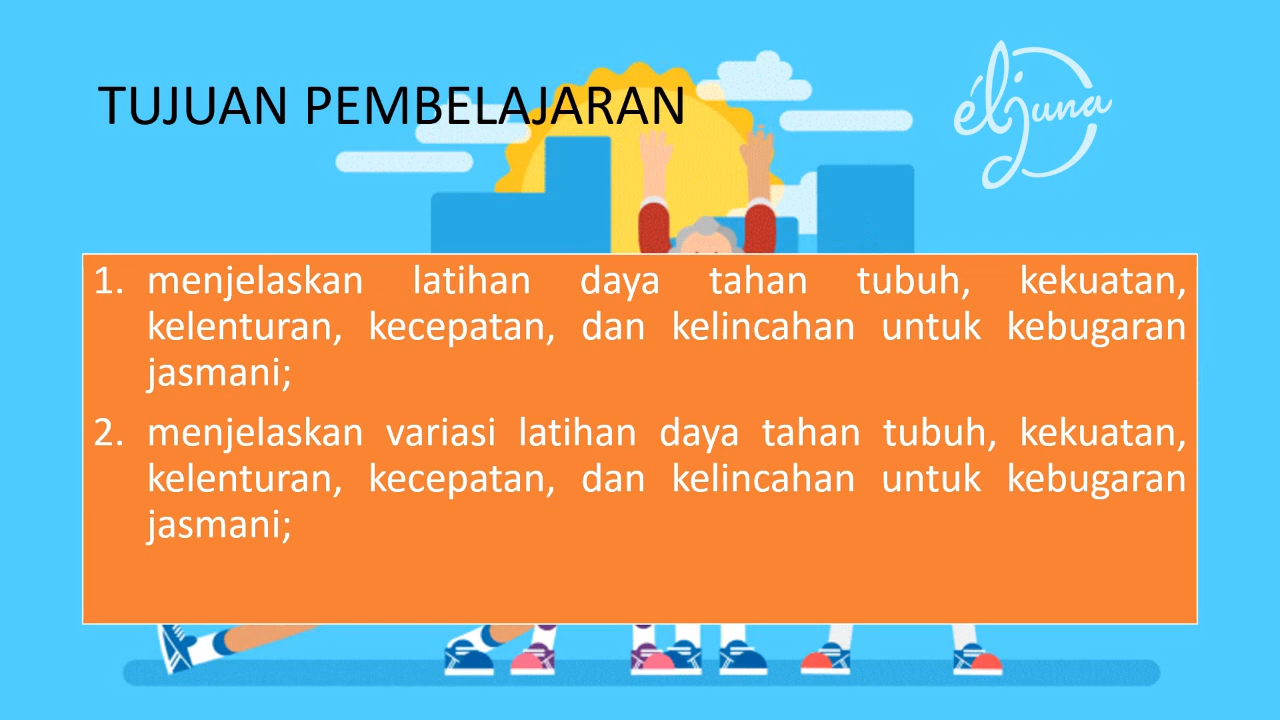 TUJUAN PEMBELAJARAN
éljuna
1. menjelaskan latihan daya tahan tubuh, kekuatan,
kelenturan, kecepatan, dan kelincahan untuk kebugaran
jasmani;
2. menjelaskan variasi latihan daya tahan tubuh, kekuatan,
kelenturan, kecepatan, dan kelincahan untuk kebugaran
jasmani;